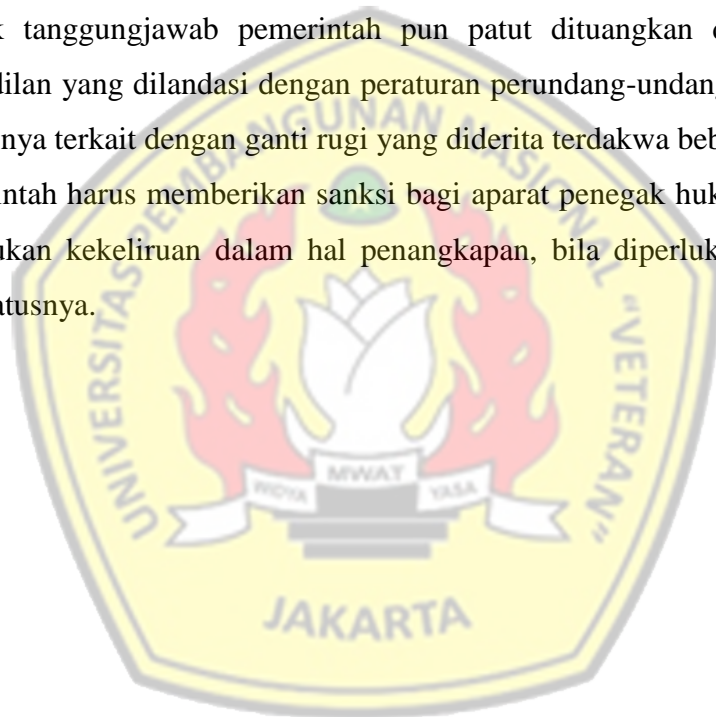 k tanggungjawab pemerintah pun patut dituangkan d
dilan yang dilandasi dengan peraturan perundang-undang
nya terkait dengan ganti rugi yang diderita terdakwa beb
intah harus memberikan sanksi bagi aparat penegak huk
ukan kekeliruan dalam hal penangkapan, bila diperluk
atusnya.
UNIVERSITAS PEMBANGUNAN NASIONAL "VETERAN"
WIDYA MWAT YASA
JAKARTA